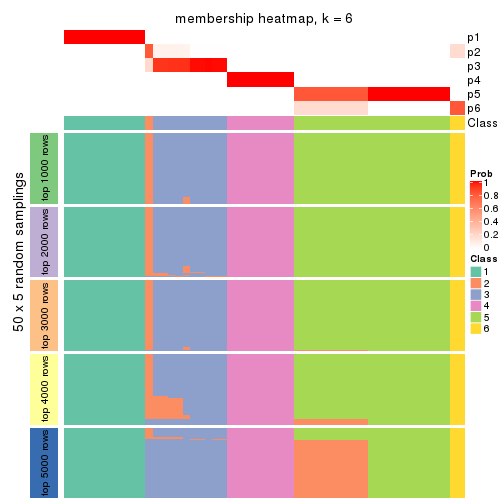 membership heatmap, k = 6
p1
p2
p3
p4
p5
p6
Class
50 x 5 random samplings
top 1000 rows
top 2000 rows
top 3000 rows
top 4000 rows
top 5000 rows
Prob
1
0.8
0.6
0.4
0.2
0
Class
1
2
3
4
5
6